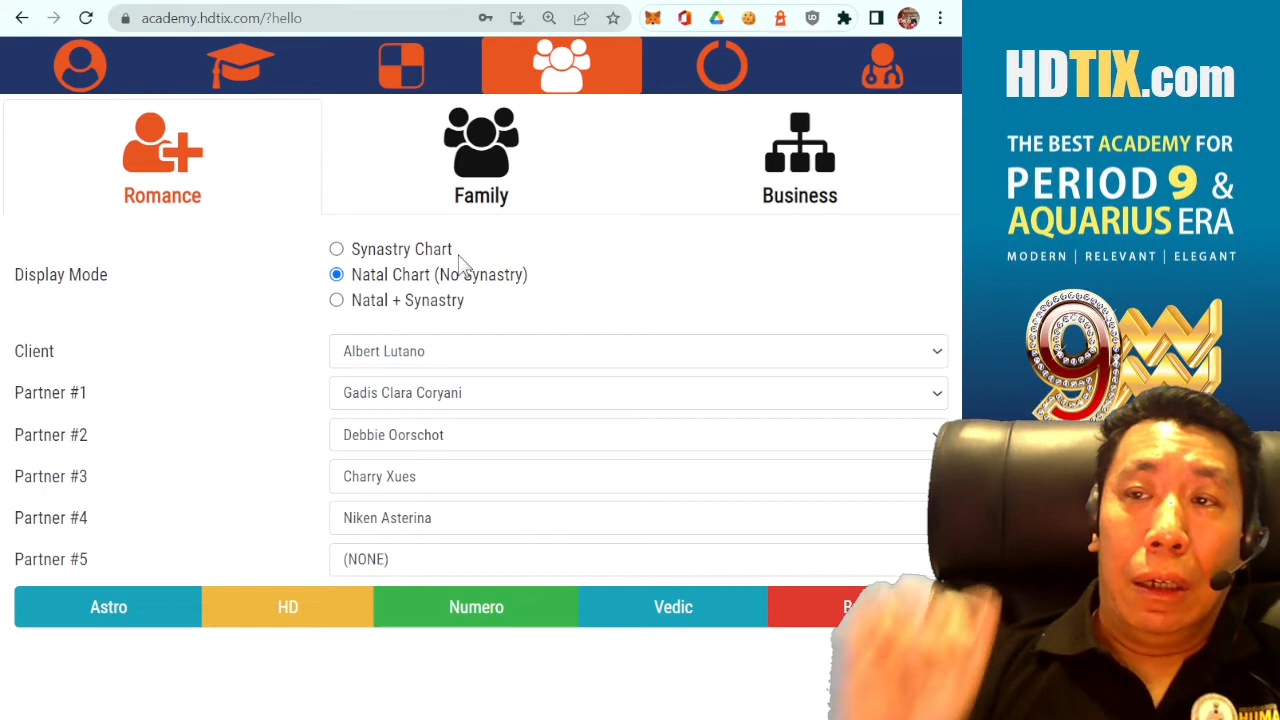 academy.hdtix.com/?hello
Romance
Family
Business
Display Mode
Synastry Chart
Natal Chart (No Synastry)
Natal + Synastry
Client
Albert Lutano
Partner #1
Gadis Clara Coryani
Partner #2
Debbie Oorschot
Partner #3
Charry Xues
Partner #4
Niken Asterina
Partner #5
(NONE)
Astro
HD
Numero
Vedic
HDTIX.com
THE BEST ACADEMY FOR
PERIOD 9 &
AQUARIUS ERA
MODERN | RELEVANT | ELEGANT
9